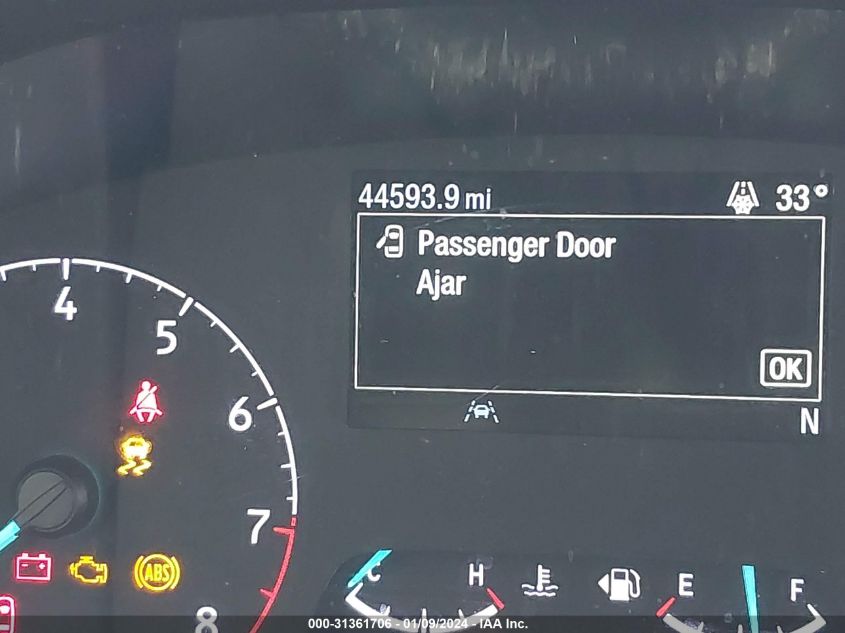 44593.9 mi 33°
Passenger Door
Ajar
OK
N
4
5
6
7
8
ABS
C H
E F
000-31361706 - 01/09/2024 - IAA Inc.